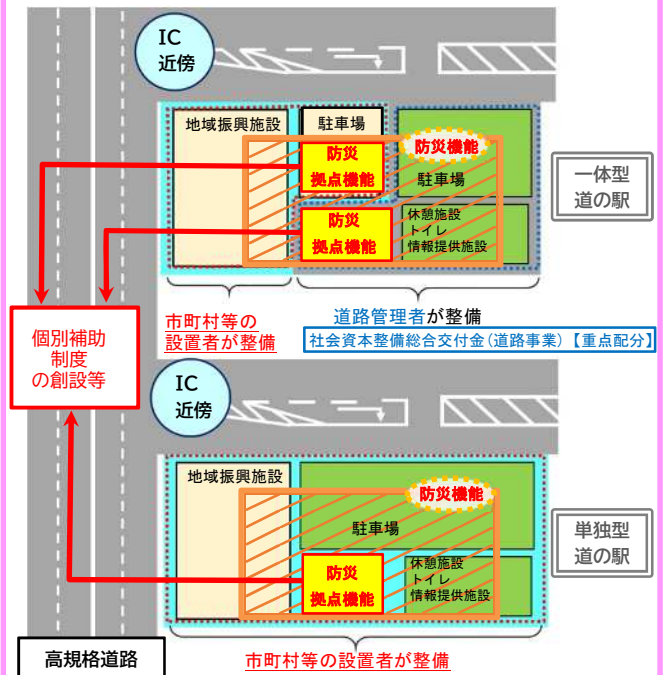 IC
近傍
地域振興施設
駐車場
防災
拠点機能
防災機能
駐車場
防災
拠点機能
休憩施設
トイレ
情報提供施設
一体型
道の駅
市町村等の
設置者が整備
道路管理者が整備
社会資本整備総合交付金(道路事業)【重点配分】
個別補助
制度
の創設等
IC
近傍
地域振興施設
防災機能
駐車場
防災
拠点機能
休憩施設
トイレ
情報提供施設
単独型
道の駅
高規格道路
市町村等の設置者が整備